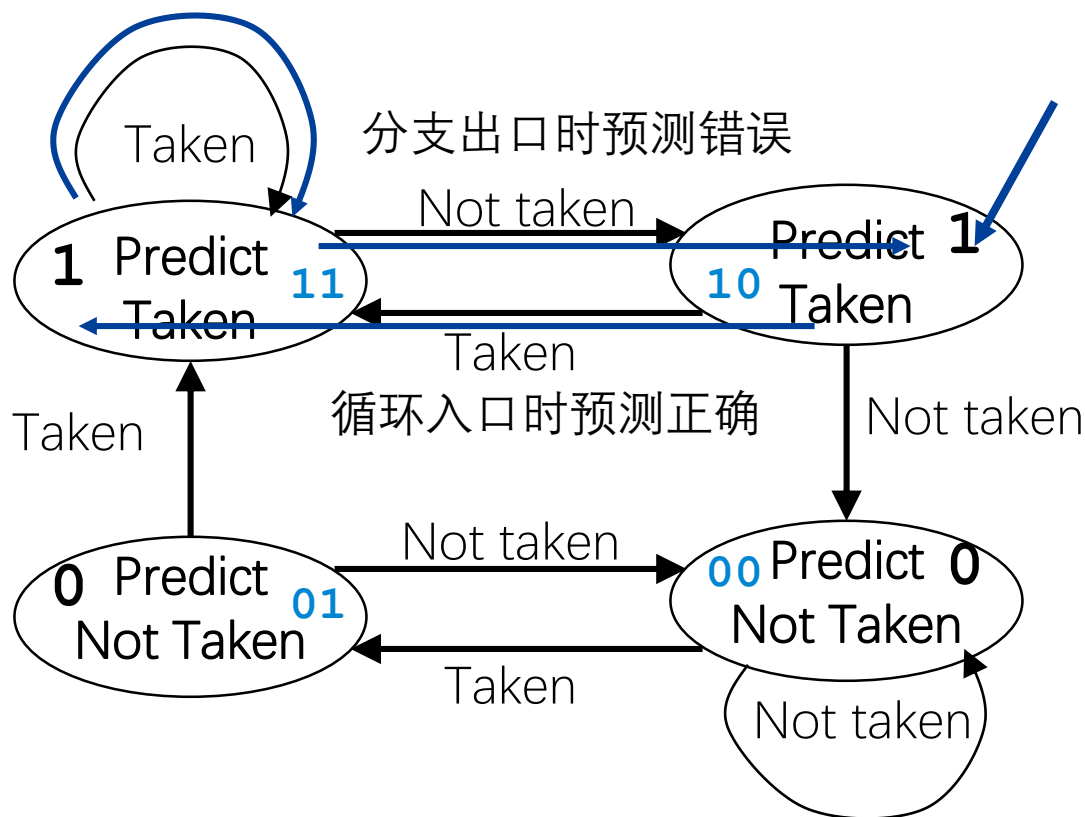 Taken
分支出口时预测错误
Not taken
1 Predict
Taken
11
Predict 1
10
Taken
Taken
循环入口时预测正确
Taken
Not taken
Not taken
0 Predict
01
Not Taken
00 Predict 0
Not Taken
Taken
Not taken